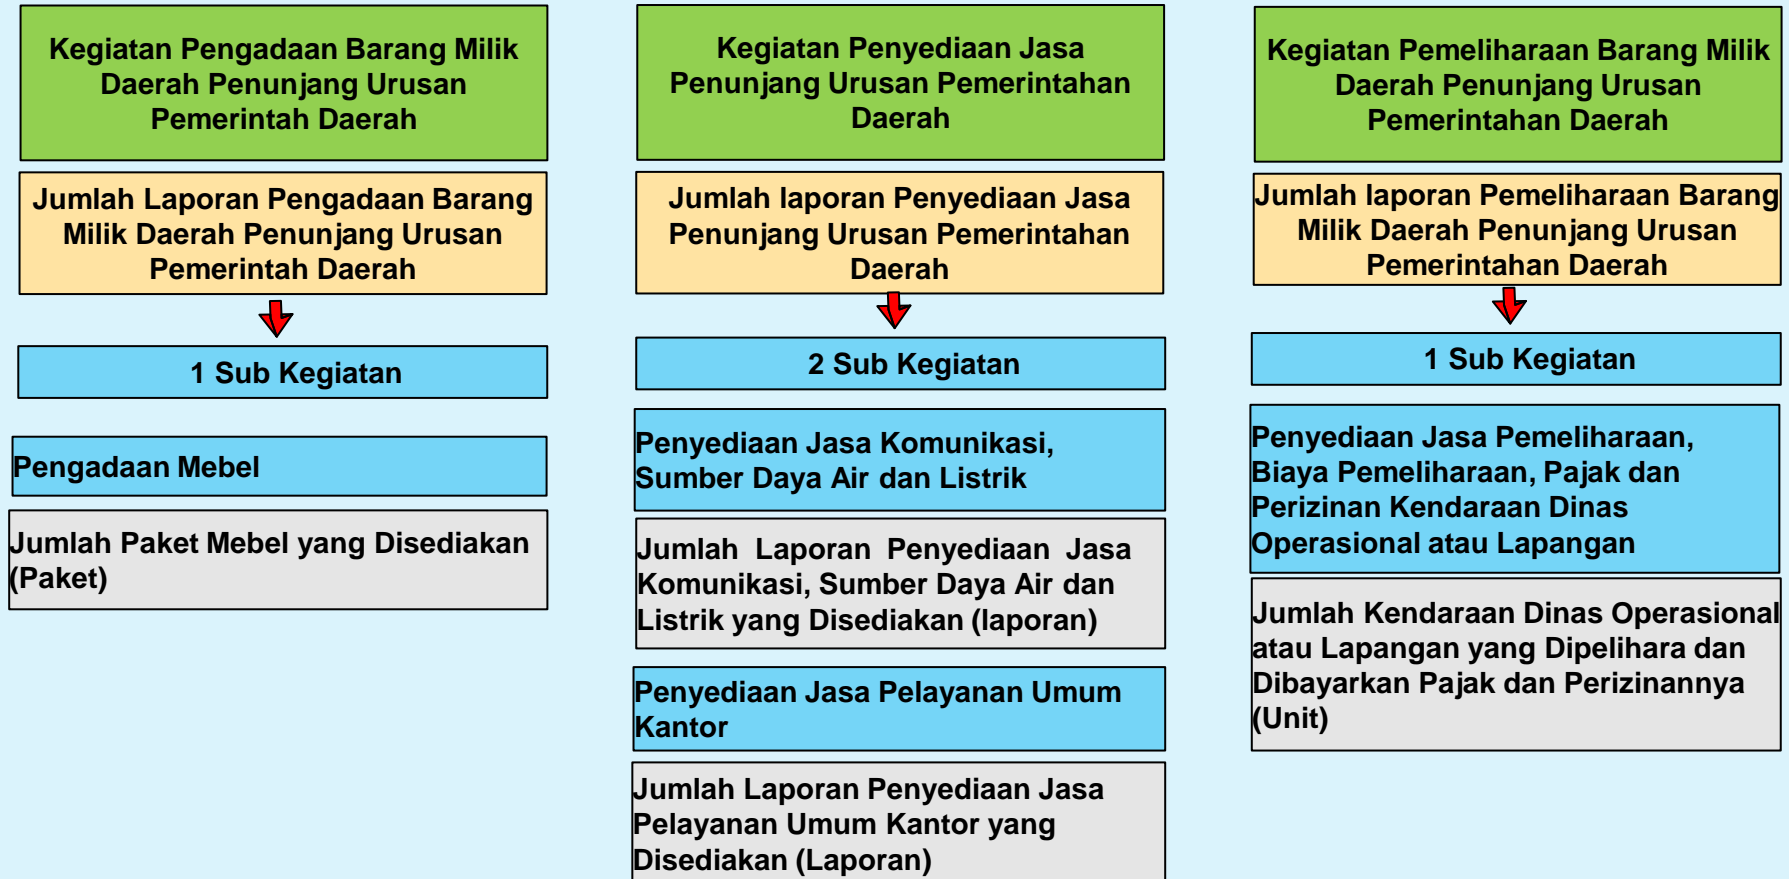 Kegiatan Pengadaan Barang Milik
Daerah Penunjang Urusan
Pemerintah Daerah
Jumlah Laporan Pengadaan Barang
Milik Daerah Penunjang Urusan
Pemerintah Daerah
1 Sub Kegiatan
Pengadaan Mebel
Jumlah Paket Mebel yang Disediakan
(Paket)
Kegiatan Penyediaan Jasa
Penunjang Urusan Pemerintahan
Daerah
Jumlah laporan Penyediaan Jasa
Penunjang Urusan Pemerintahan
Daerah
2 Sub Kegiatan
Penyediaan Jasa Komunikasi,
Sumber Daya Air dan Listrik
Jumlah Laporan Penyediaan Jasa
Komunikasi, Sumber Daya Air dan
Listrik yang Disediakan (laporan)
Penyediaan Jasa Pelayanan Umum
Kantor
Jumlah Laporan Penyediaan Jasa
Pelayanan Umum Kantor yang
Disediakan (Laporan)
Kegiatan Pemeliharaan Barang Milik
Daerah Penunjang Urusan
Pemerintahan Daerah
Jumlah laporan Pemeliharaan Barang
Milik Daerah Penunjang Urusan
Pemerintahan Daerah
1 Sub Kegiatan
Penyediaan Jasa Pemeliharaan,
Biaya Pemeliharaan, Pajak dan
Perizinan Kendaraan Dinas
Operasional atau Lapangan
Jumlah Kendaraan Dinas Operasional
atau Lapangan yang Dipelihara dan
Dibayarkan Pajak dan Perizinannya
(Unit)